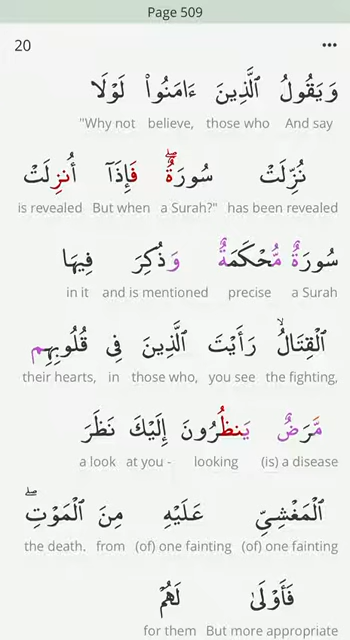 Page 509
20
وَيَقُولُ ٱلَّذِينَ ءَامَنُوا۟ لَوْلَا
"Why not believe, those who And say
نُزِّلَتْ سُورَةٌۖ فَإِذَآ أُنزِلَتْ
is revealed But when a Surah?" has been revealed
سُورَةٌ مُّحْكَمَةٌ وَذُكِرَ فِيهَا
in it and is mentioned precise a Surah
ٱلْقِتَالُۙ رَأَيْتَ ٱلَّذِينَ فِى قُلُوبِهِم
their hearts, in those who, you see the fighting,
مَّرَضٌ يَنظُرُونَ إِلَيْكَ نَظَرَ
a look at you - looking (is) a disease
ٱلْمَغْشِىِّ عَلَيْهِ مِنَ ٱلْمَوْتِۖ
the death. from (of) one fainting (of) one fainting
فَأَوْلَىٰ لَهُمْ
for them But more appropriate